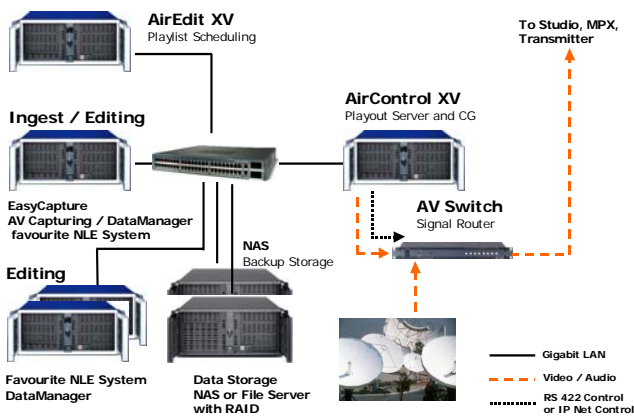 AirEdit XV
Playlist Scheduling
To Studio, MPX,
Transmitter
Ingest / Editing
AirControl XV
Playout Server and CG
EasyCapture
AV Capturing / DataManager
favourite NLE System
AV Switch
Signal Router
NAS
Backup Storage
Editing
Favourite NLE System
DataManager
Data Storage
NAS or File Server
with RAID
Gigabit LAN
Video / Audio
RS 422 Control
or IP Net Control